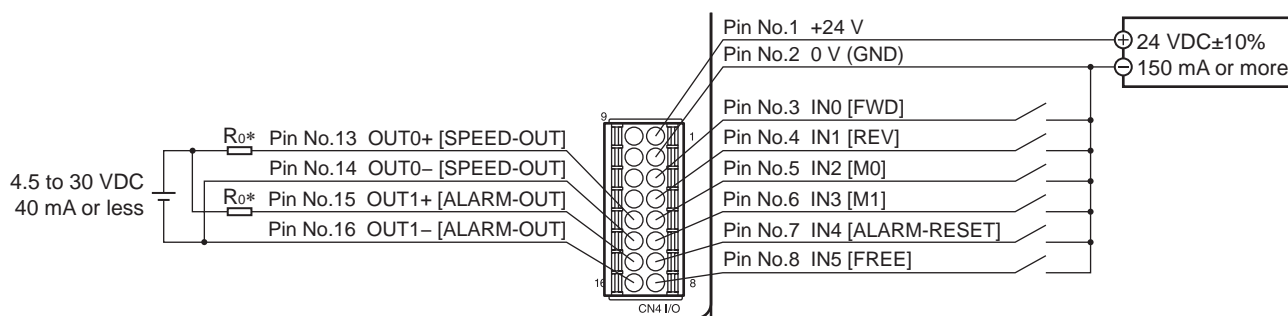 Pin No.1 +24 V
Pin No.2 0 V (GND)
24 VDC±10%
150 mA or more
Pin No.3 IN0 [FWD]
Pin No.4 IN1 [REV]
Pin No.5 IN2 [M0]
Pin No.6 IN3 [M1]
Pin No.7 IN4 [ALARM-RESET]
Pin No.8 IN5 [FREE]
9
1
16
8
CN4 I/O
R0* Pin No.13 OUT0+ [SPEED-OUT]
Pin No.14 OUT0− [SPEED-OUT]
R0* Pin No.15 OUT1+ [ALARM-OUT]
Pin No.16 OUT1− [ALARM-OUT]
4.5 to 30 VDC
40 mA or less